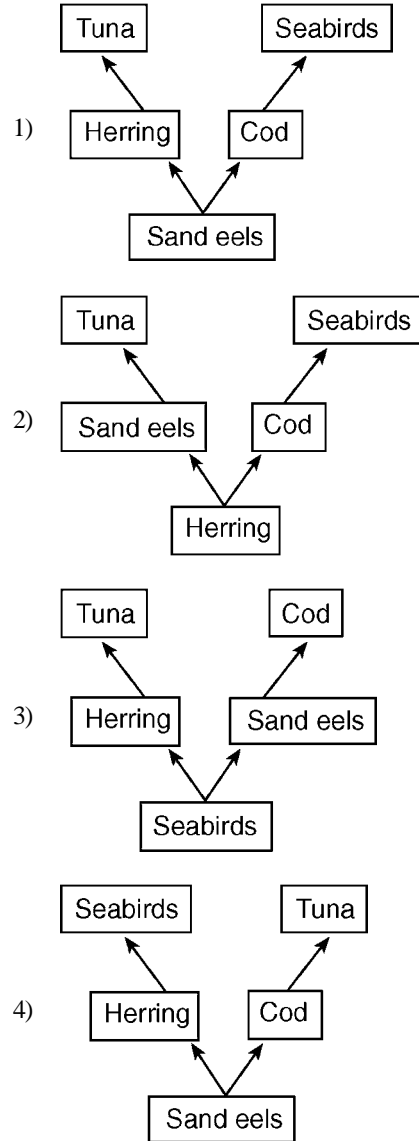 Tuna Seabirds
1) Herring Cod
Sand eels
Tuna Seabirds
2) Sand eels Cod
Herring
Tuna Cod
3) Herring Sand eels
Seabirds
Seabirds Tuna
4) Herring Cod
Sand eels